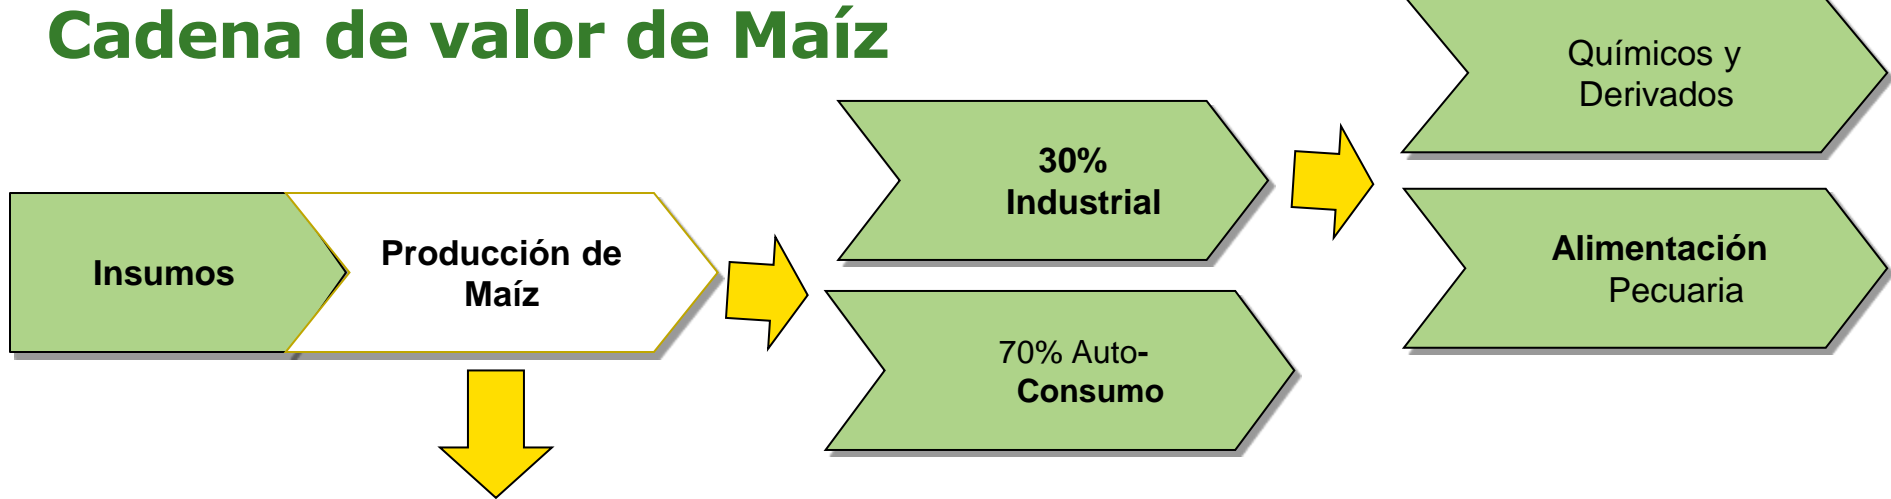 Cadena de valor de Maíz
Insumos
Producción de
Maíz
30%
Industrial
70% Auto-
Consumo
Químicos y
Derivados
Alimentación
Pecuaria